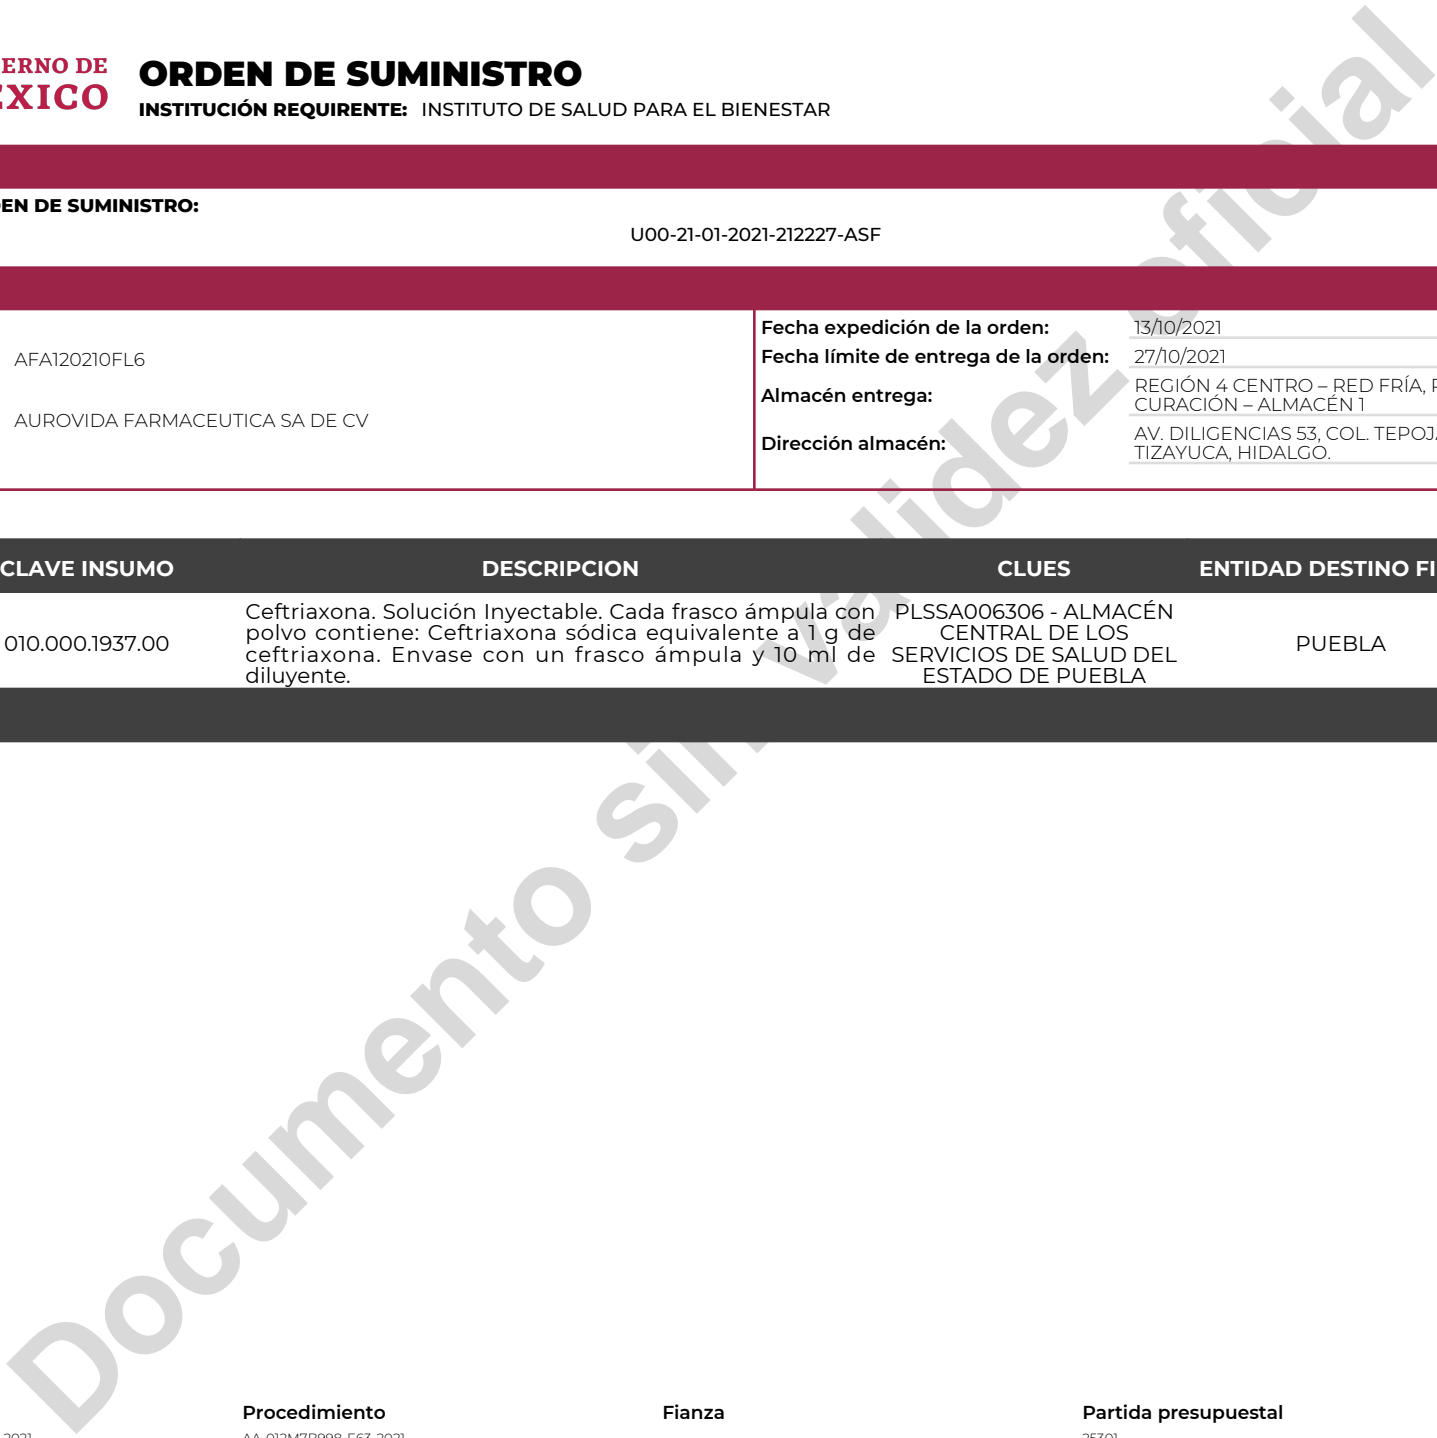 ERNO DE
EXICO
ORDEN DE SUMINISTRO
INSTITUCIÓN REQUIRENTE: INSTITUTO DE SALUD PARA EL BIENESTAR
EN DE SUMINISTRO:
U00-21-01-2021-212227-ASF
AFA120210FL6
AUROVIDA FARMACEUTICA SA DE CV
Fecha expedición de la orden: 13/10/2021
Fecha límite de entrega de la orden: 27/10/2021
Almacén entrega: REGIÓN 4 CENTRO – RED FRÍA,
CURACIÓN – ALMACÉN 1
Dirección almacén: AV. DILIGENCIAS 53, COL. TEPOJ
TIZAYUCA, HIDALGO.
CLAVE INSUMO DESCRIPCION CLUES ENTIDAD DESTINO FI
010.000.1937.00
Ceftriaxona. Solución Inyectable. Cada frasco ámpula con
polvo contiene: Ceftriaxona sódica equivalente a 1 g de
ceftriaxona. Envase con un frasco ámpula y 10 ml de
diluyente.
PLSSA006306 - ALMACÉN
CENTRAL DE LOS
SERVICIOS DE SALUD DEL
ESTADO DE PUEBLA
PUEBLA
Documento sin validez oficial
Procedimiento Fianza Partida presupuestal